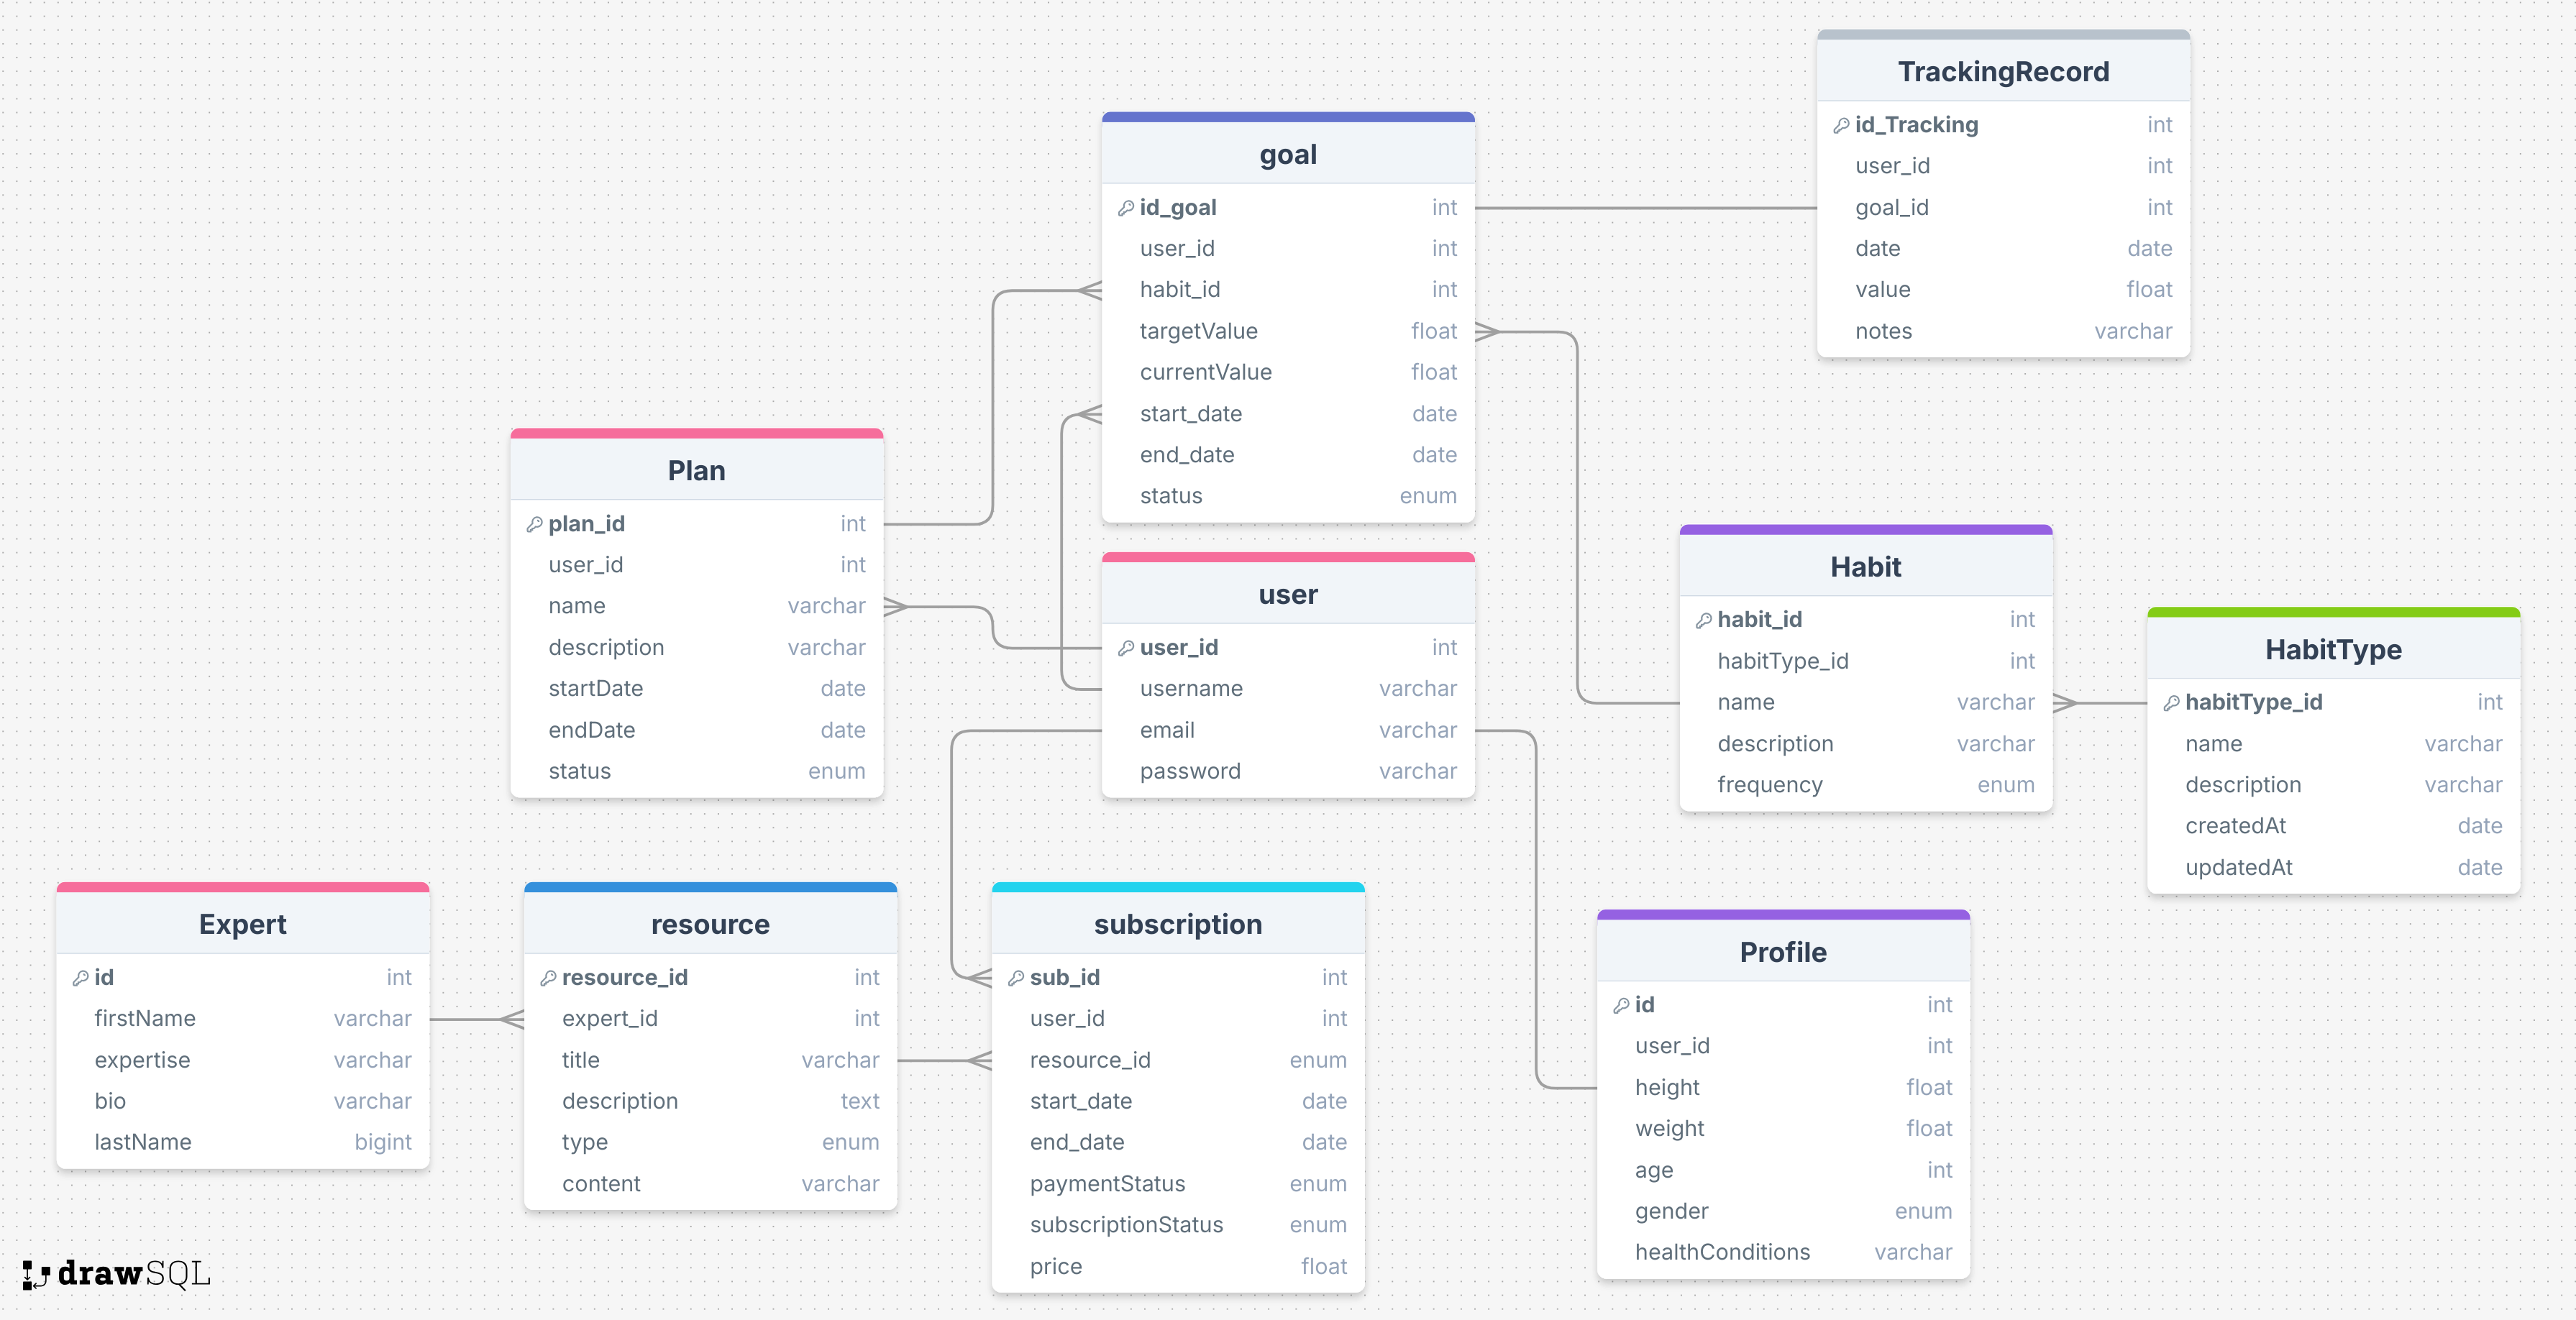 TrackingRecord
id_Tracking int
user_id int
goal_id int
date date
value float
notes varchar
goal
id_goal int
user_id int
habit_id int
targetValue float
currentValue float
start_date date
end_date date
status enum
Plan
plan_id int
user_id int
name varchar
description varchar
startDate date
endDate date
status enum
user
user_id int
username varchar
email varchar
password varchar
Habit
habit_id int
habitType_id int
name varchar
description varchar
frequency enum
HabitType
habitType_id int
name varchar
description varchar
createdAt date
updatedAt date
Expert
id int
firstName varchar
expertise varchar
bio varchar
lastName bigint
resource
resource_id int
expert_id int
title varchar
description text
type enum
content varchar
subscription
sub_id int
user_id int
resource_id enum
start_date date
end_date date
paymentStatus enum
subscriptionStatus enum
price float
Profile
id int
user_id int
height float
weight float
age int
gender enum
healthConditions varchar
drawSQL